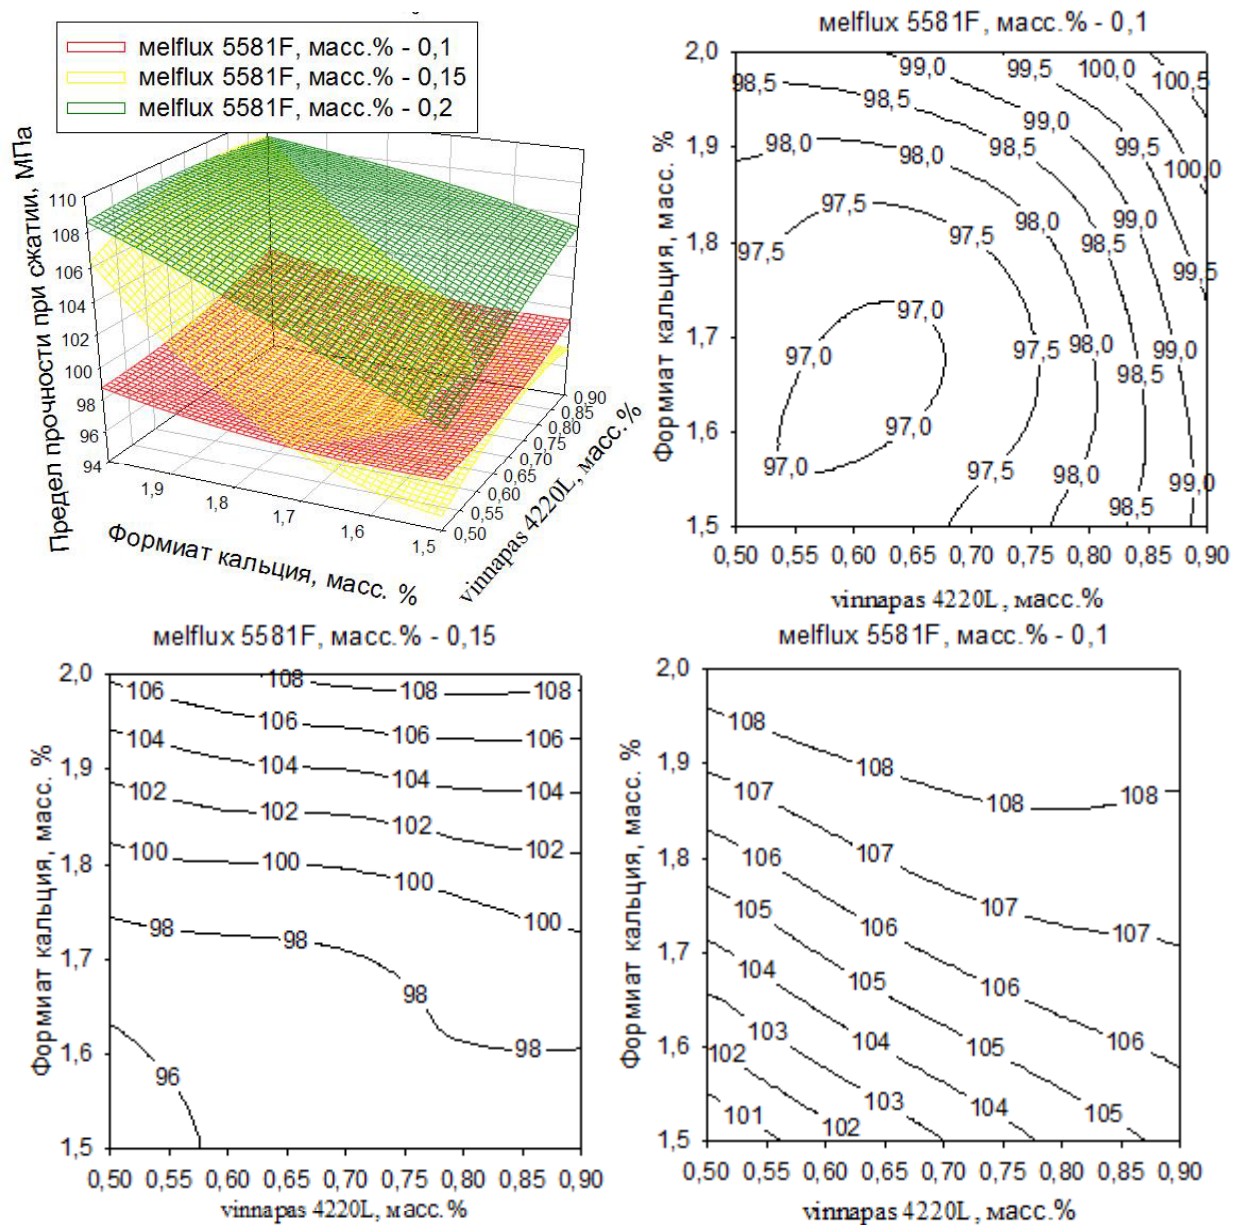 мelflux 5581F, масс.% - 0,1
мelflux 5581F, масс.% - 0,15
мelflux 5581F, масс.% - 0,2
Предел прочности при сжатии, МПа
110
108
106
104
102
100
98
96
94
1,9
1,8
1,7
1,6
1,5
Формиат кальция, масс. %
0,90
0,85
0,80
0,75
0,70
0,65
0,60
0,55
0,50
vinnapas 4220L, масс.%
мelflux 5581F, масс.% - 0,1
Формиат кальция, масс. %
2,0
1,9
1,8
1,7
1,6
1,5
99,0 99,5 100,0 100,5
98,5 98,5 99,0 99,5 100,0
98,0 98,0 98,5
97,5 97,5 98,0 98,5 99,0 99,5
97,5
97,0
97,0 97,5 98,0 98,5 99,0
97,0
97,0 97,5 98,0 98,5 99,0
0,50 0,55 0,60 0,65 0,70 0,75 0,80 0,85 0,90
vinnapas 4220L, масс.%
мelflux 5581F, масс.% - 0,15
Формиат кальция, масс. %
2,0
1,9
1,8
1,7
1,6
1,5
108 108 108
106 106 106 106
104 104 104 104
102 102 102 102
100 100 100 100
98 98 98 98
96
0,50 0,55 0,60 0,65 0,70 0,75 0,80 0,85 0,90
vinnapas 4220L, масс.%
мelflux 5581F, масс.% - 0,1
Формиат кальция, масс. %
2,0
1,9
1,8
1,7
1,6
1,5
108 108 108 108
107 107 107 107
106 106 106 106
105 105 105 105
104 104 104
103 103
102 102
101
0,50 0,55 0,60 0,65 0,70 0,75 0,80 0,85 0,90
vinnapas 4220L, масс.%